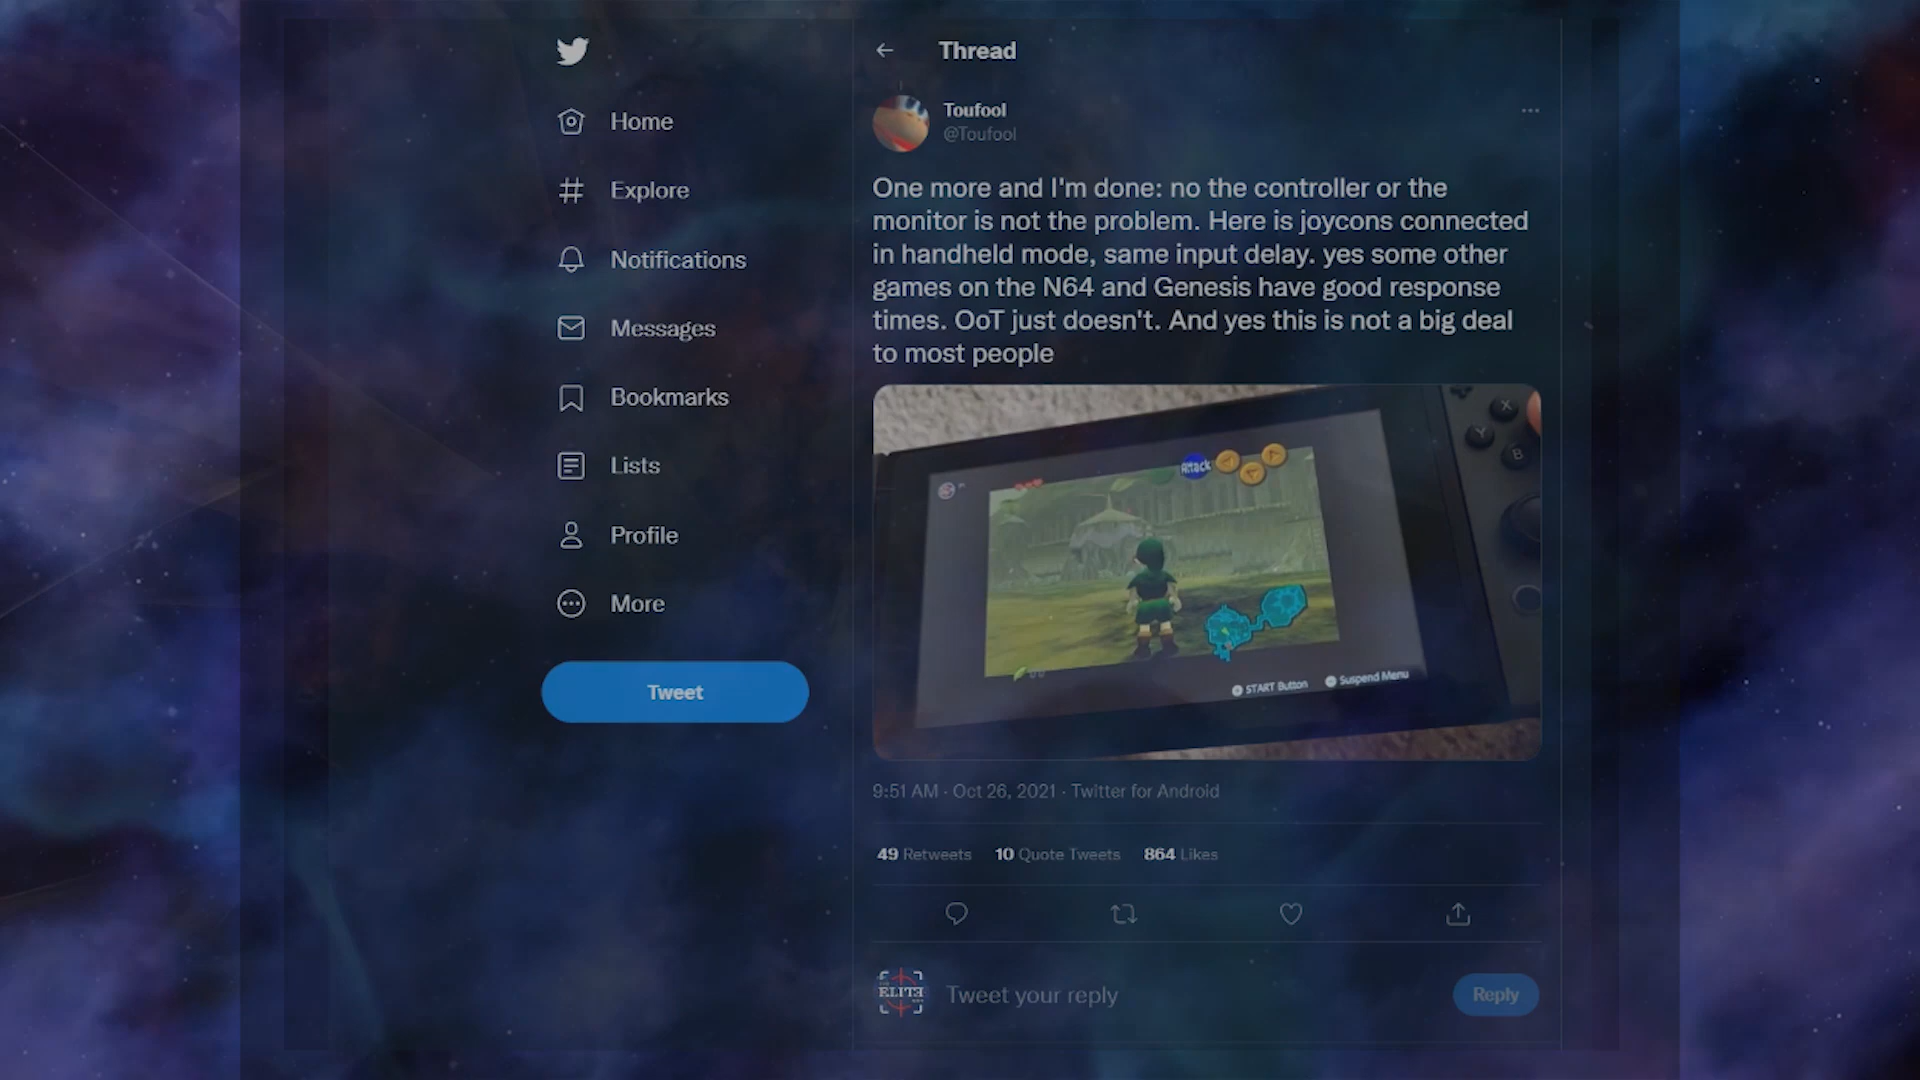 Thread
Home
Explore
Notifications
Messages
Bookmarks
Lists
Profile
More
Tweet
Toufool
@Toufool
One more and I'm done: no the controller or the
monitor is not the problem. Here is joycons connected
in handheld mode, same input delay. yes some other
games on the N64 and Genesis have good response
times. OoT just doesn't. And yes this is not a big deal
to most people
X
Y
B
Attack
START Button
Suspend Menu
9:51 AM · Oct 26, 2021 · Twitter for Android
49 Retweets 10 Quote Tweets 864 Likes
ELITE
Tweet your reply
Reply